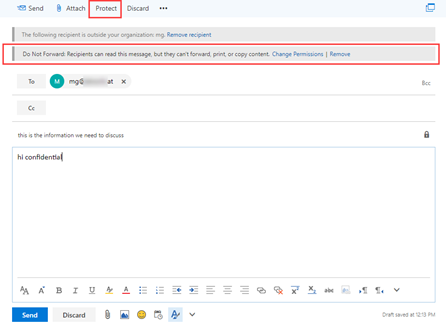 Send Attach Protect Discard •••
The following recipient is outside your organization: mg. Remove recipient
Do Not Forward: Recipients can read this message, but they can't forward, print, or copy content. Change Permissions | Remove
To M mg@ at × Bcc
Cc
this is the information we need to discuss
hi confidential
Send Discard Draft saved at 12:13 PM